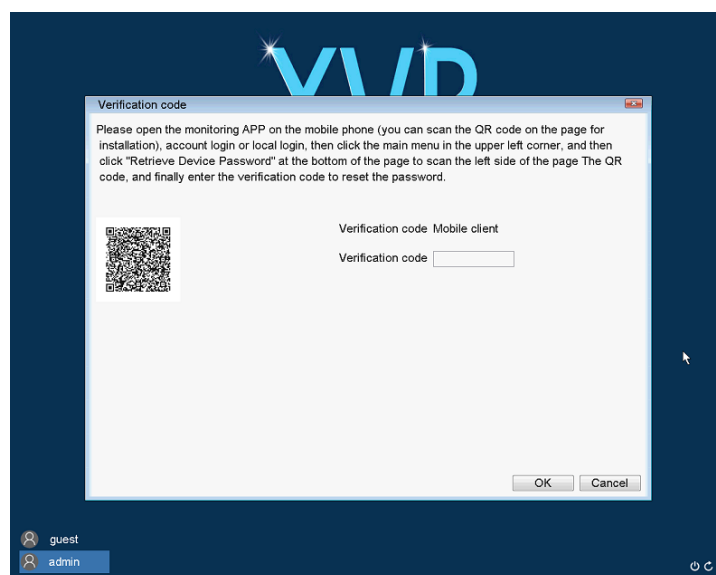 XVR
Verification code
Please open the monitoring APP on the mobile phone (you can scan the QR code on the page for
installation), account login or local login, then click the main menu in the upper left corner, and then
click "Retrieve Device Password" at the bottom of the page to scan the left side of the page The QR
code, and finally enter the verification code to reset the password.
Verification code Mobile client
Verification code
OK Cancel
guest
admin